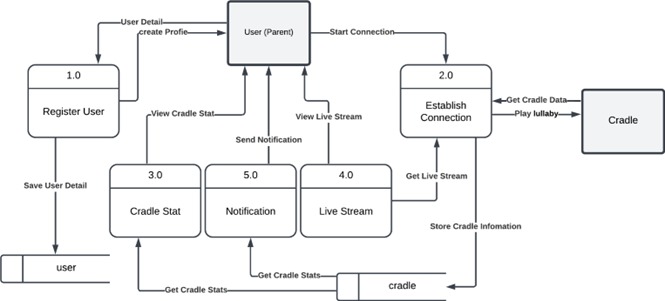 User Detail
create Profie
User (Parent)
Start Connection
1.0
Register User
2.0
Establish
Connection
Get Cradle Data
Play lullaby
Cradle
View Cradle Stat
View Live Stream
Send Notification
3.0
Cradle Stat
5.0
Notification
4.0
Live Stream
Get Live Stream
Save User Detail
Store Cradle Infomation
user
Get Cradle Stats
Get Cradle Stats
cradle